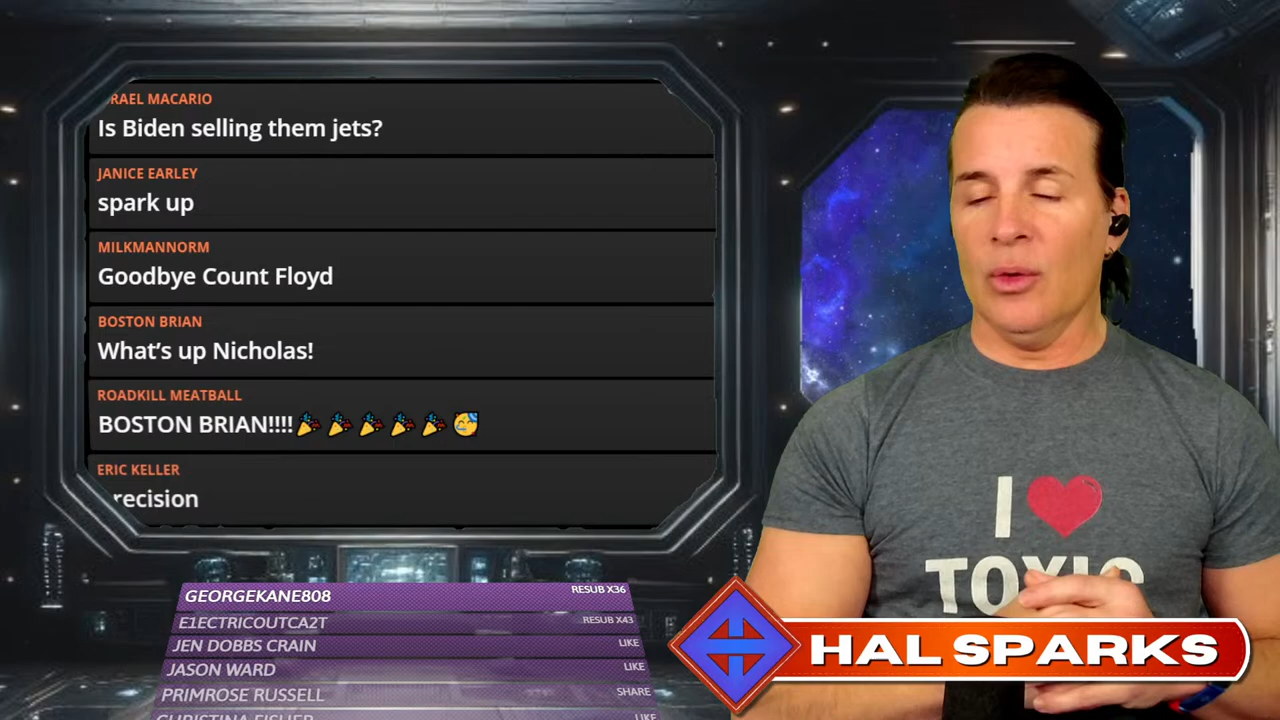 RAEL MACARIO
Is Biden selling them jets?
JANICE EARLEY
spark up
MILKMANNORM
Goodbye Count Floyd
BOSTON BRIAN
What's up Nicholas!
ROADKILL MEATBALL
BOSTON BRIAN!!!!🎉🎉🎉🎉🎉🥳
ERIC KELLER
recision
GEORGEKANE808 RESUB X36
E1ECTRICOUTCA2T RESUB X43
JEN DOBBS CRAIN LIKE
JASON WARD LIKE
PRIMROSE RUSSELL SHARE
CHRISTINA FISHER LIKE
I ❤ 
TOXIC
HAL SPARKS